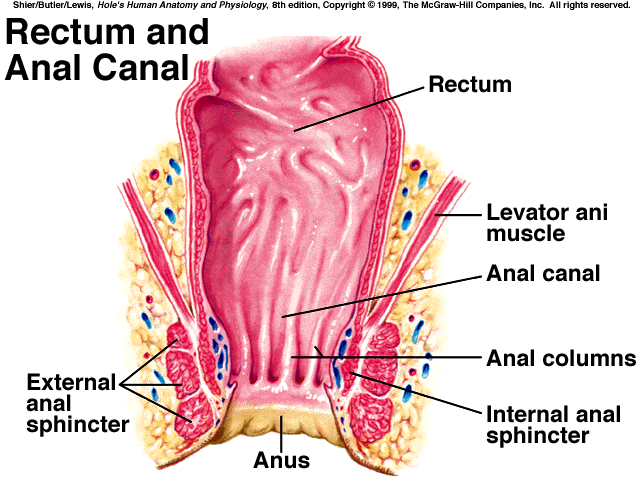 Shier/Butler/Lewis, Hole's Human Anatomy and Physiology, 8th edition, Copyright © 1999, The McGraw-Hill Companies, Inc. All rights reserved.
Rectum and
Anal Canal
Rectum
Levator ani
muscle
Anal canal
Anal columns
External
anal
sphincter
Internal anal
sphincter
Anus